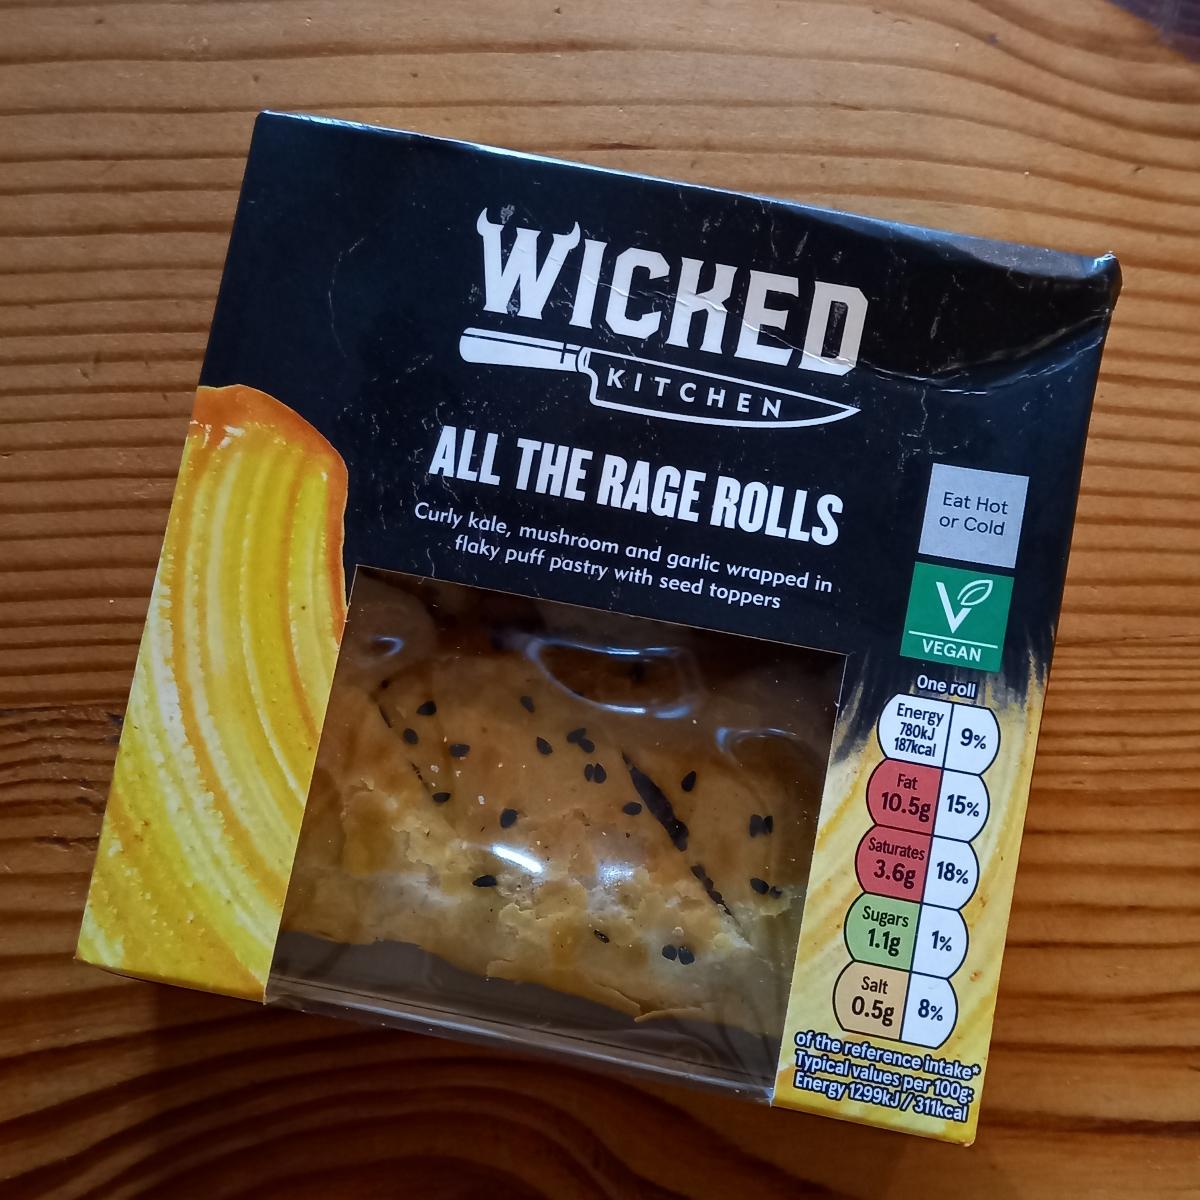 WICKED
KITCHEN
ALL THE RAGE ROLLS
Curly kale, mushroom and garlic wrapped in
flaky puff pastry with seed toppers
Eat Hot
or Cold
V
VEGAN
One roll
Energy
780kJ
187kcal
9%
Fat
10.5g
15%
Saturates
3.6g
18%
Sugars
1.1g
1%
Salt
0.5g
8%
of the reference intake*
Typical values per 100g:
Energy 1299kJ / 311kcal